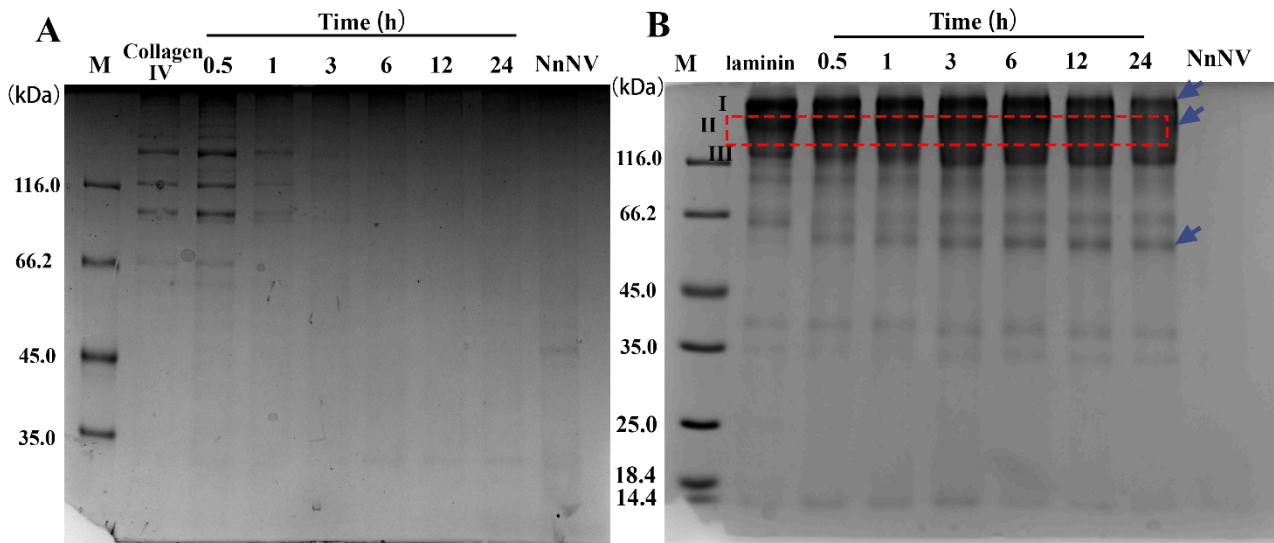 A
Time (h)
M Collagen IV 0.5 1 3 6 12 24 NnNV
(kDa)
116.0
66.2
45.0
35.0
B
Time (h)
M laminin 0.5 1 3 6 12 24 NnNV
(kDa)
I
II
III
116.0
66.2
45.0
35.0
25.0
18.4
14.4